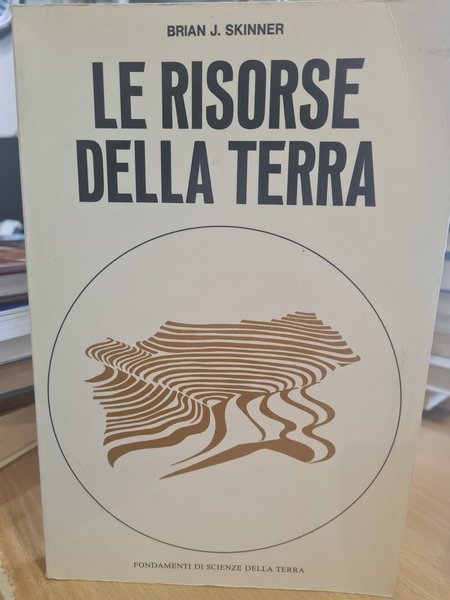 BRIAN J. SKINNER
LE RISORSE
DELLA TERRA
FONDAMENTI DI SCIENZE DELLA TERRA